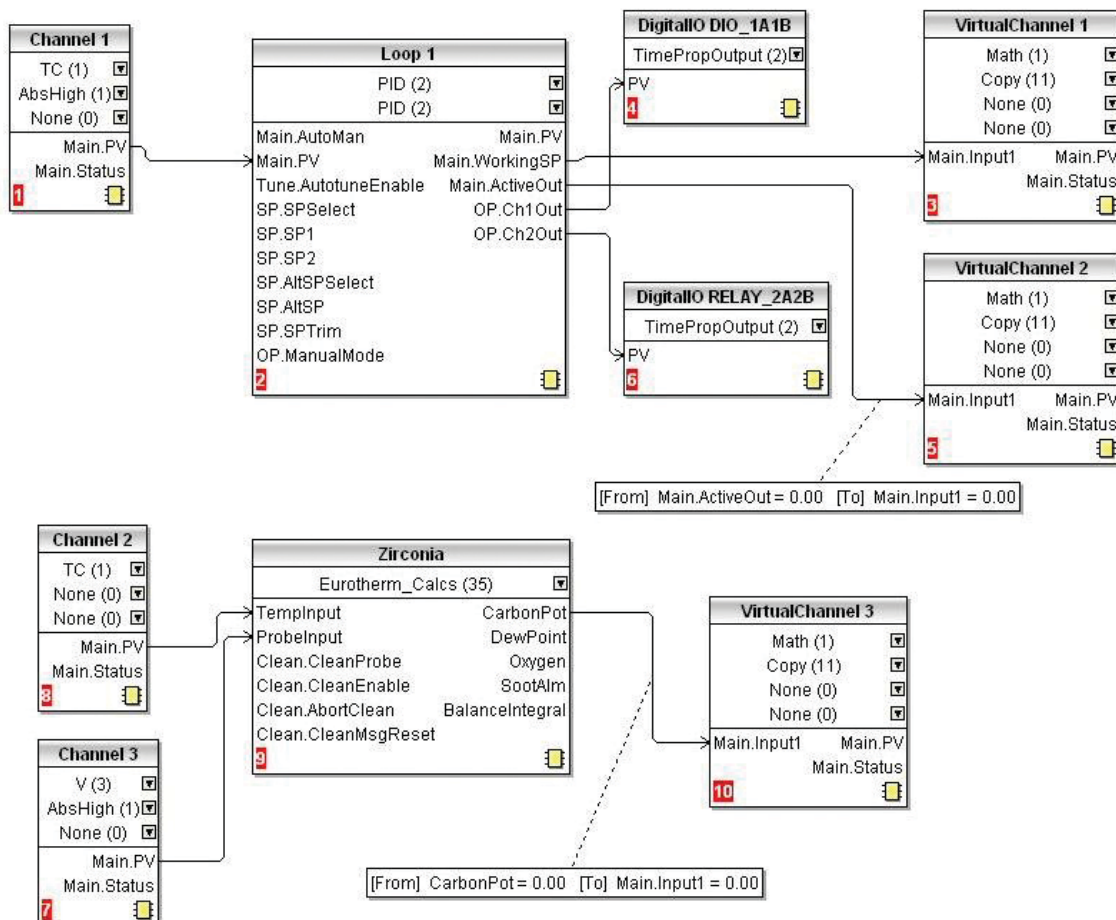 Channel 1
TC (1)
AbsHigh (1)
None (0)
Main.PV
Main.Status
1
Loop 1
PID (2)
PID (2)
Main.AutoMan Main.PV
Main.PV Main.WorkingSP
Tune.AutotuneEnable Main.ActiveOut
SP.SPSelect OP.Ch1Out
SP.SP1 OP.Ch2Out
SP.SP2
SP.AltSPSelect
SP.AltSP
SP.SPTrim
OP.ManualMode
2
DigitalIO DIO_1A1B
TimePropOutput (2)
PV
4
VirtualChannel 1
Math (1)
Copy (11)
None (0)
None (0)
Main.Input1 Main.PV
Main.Status
3
DigitalIO RELAY_2A2B
TimePropOutput (2)
PV
6
VirtualChannel 2
Math (1)
Copy (11)
None (0)
None (0)
Main.Input1 Main.PV
Main.Status
5
[From] Main.ActiveOut = 0.00 [To] Main.Input1 = 0.00
Channel 2
TC (1)
None (0)
None (0)
Main.PV
Main.Status
8
Zirconia
Eurotherm_Calcs (35)
TempInput CarbonPot
ProbeInput DewPoint
Clean.CleanProbe Oxygen
Clean.CleanEnable SootAlm
Clean.AbortClean BalanceIntegral
Clean.CleanMsgReset
9
VirtualChannel 3
Math (1)
Copy (11)
None (0)
None (0)
Main.Input1 Main.PV
Main.Status
10
Channel 3
V (3)
AbsHigh (1)
None (0)
Main.PV
Main.Status
7
[From] CarbonPot = 0.00 [To] Main.Input1 = 0.00